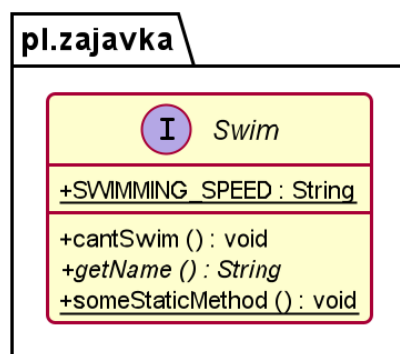 pl.zajavka
I Swim
+SWIMMING_SPEED : String
+cantSwim () : void
+getName () : String
+someStaticMethod () : void